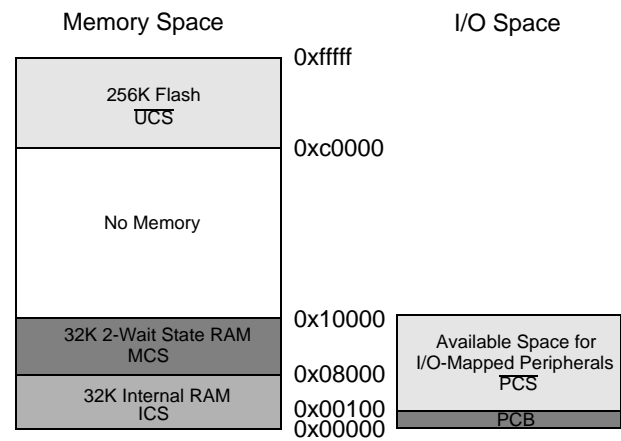 Memory Space
I/O Space
0xfffff
256K Flash
UCS
0xc0000
No Memory
0x10000
32K 2-Wait State RAM
MCS
Available Space for
I/O-Mapped Peripherals
PCS
0x08000
32K Internal RAM
ICS
0x00100
PCB
0x00000